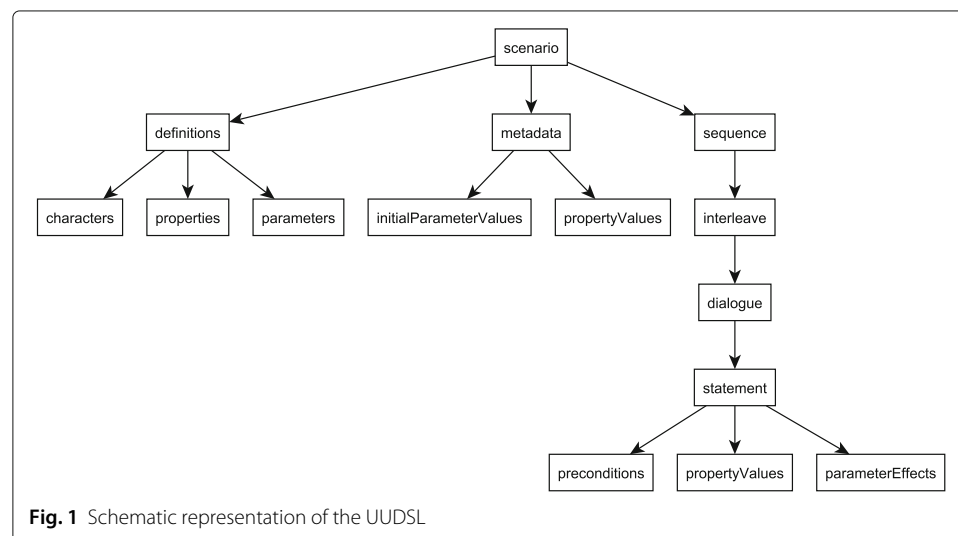 scenario
definitions
metadata
sequence
characters
properties
parameters
initialParameterValues
propertyValues
interleave
dialogue
statement
preconditions
propertyValues
parameterEffects
Fig. 1 Schematic representation of the UUDSL